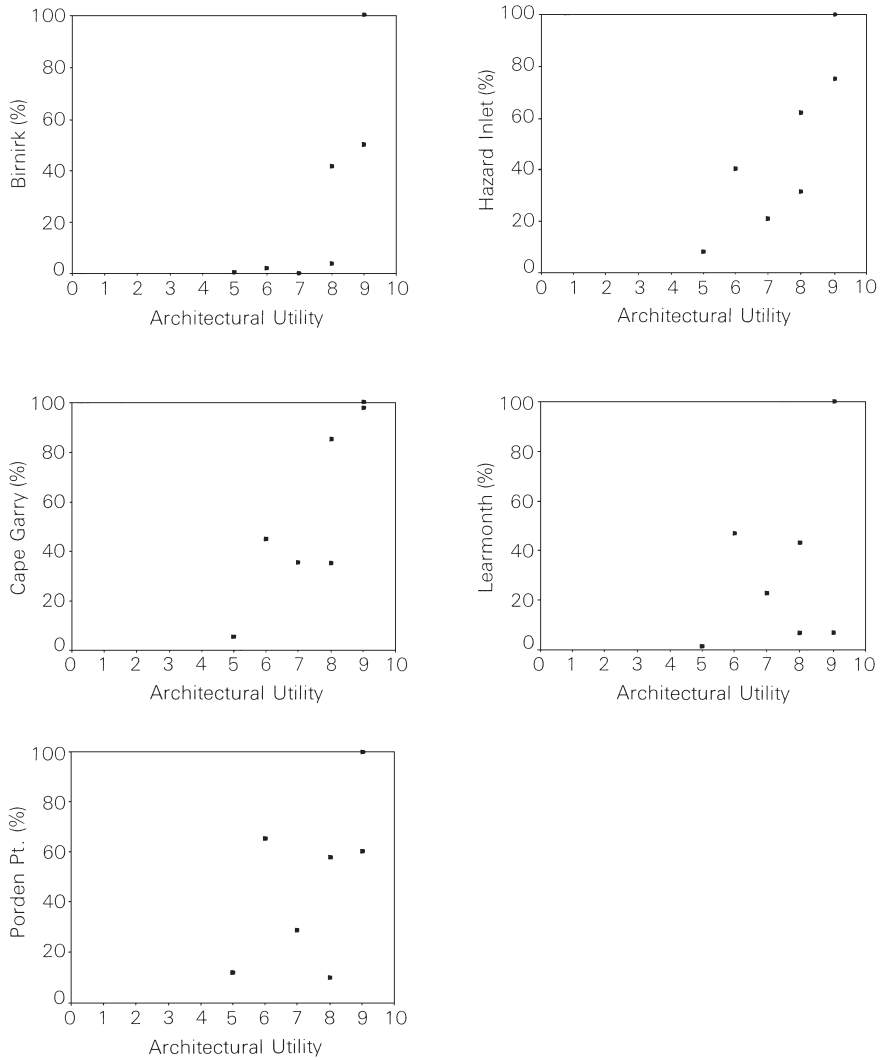 100
80
60
40
20
0
Birnirk (%)
0 1 2 3 4 5 6 7 8 9 10
Architectural Utility
100
80
60
40
20
0
Hazard Inlet (%)
0 1 2 3 4 5 6 7 8 9 10
Architectural Utility
100
80
60
40
20
0
Cape Garry (%)
0 1 2 3 4 5 6 7 8 9 10
Architectural Utility
100
80
60
40
20
0
Learmonth (%)
0 1 2 3 4 5 6 7 8 9 10
Architectural Utility
100
80
60
40
20
0
Porden Pt. (%)
0 1 2 3 4 5 6 7 8 9 10
Architectural Utility